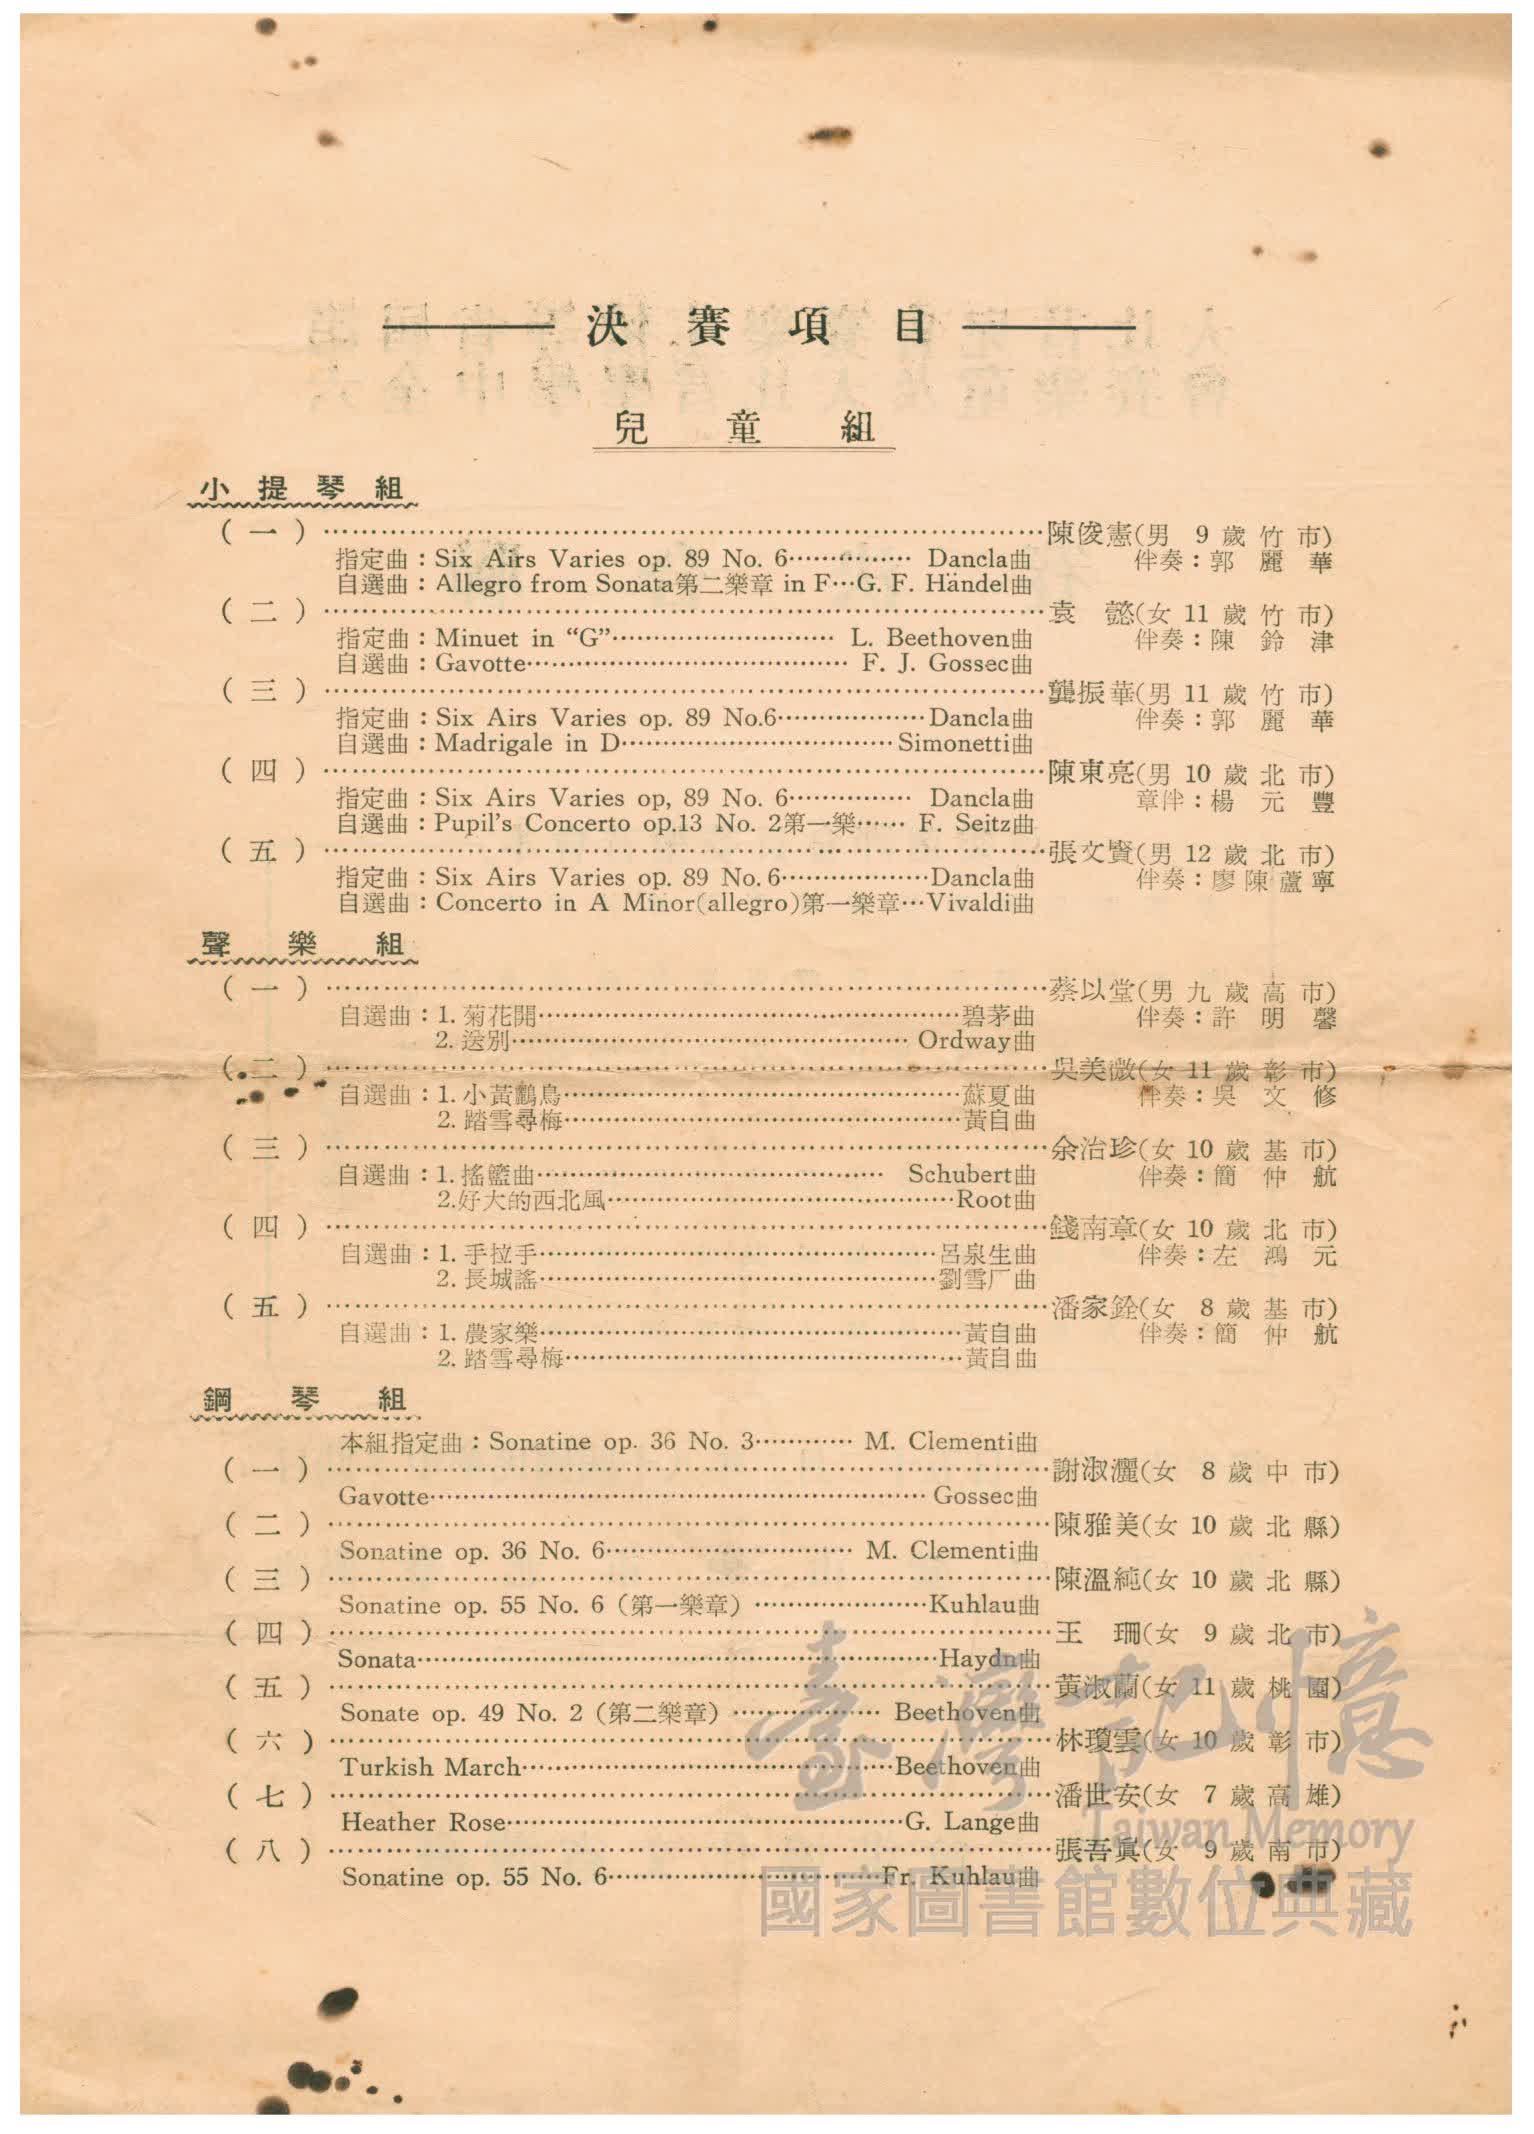 決賽項目
兒童組
小提琴組
(一)……陳俊憲(男 9歲竹市)
指定曲：Six Airs Varies op. 89 No. 6……Dancla曲 伴奏：郭麗華
自選曲：Allegro from Sonata第二樂章 in F…G. F. Händel曲
(二)……袁 懿(女11歲竹市)
指定曲：Minuet in “G”……L. Beethoven曲 伴奏：陳鈴津
自選曲：Gavotte……F. J. Gossec曲
(三)……龔振華(男11歲竹市)
指定曲：Six Airs Varies op. 89 No.6……Dancla曲 伴奏：郭麗華
自選曲：Madrigale in D……Simonetti曲
(四)……陳東亮(男10歲北市)
指定曲：Six Airs Varies op, 89 No. 6……Dancla曲 章伴：楊元豐
自選曲：Pupil's Concerto op.13 No. 2第一樂……F. Seitz曲
(五)……張文賢(男12歲北市)
指定曲：Six Airs Varies op. 89 No. 6……Dancla曲 伴奏：廖陳蘆寧
自選曲：Concerto in A Minor(allegro)第一樂章…Vivaldi曲
聲樂組
(一)……蔡以堂(男九歲高市)
自選曲：1. 菊花開……碧茅曲 伴奏：許明馨
2. 送別……Ordway曲
(二)……吳美(女11歲彰市)
自選曲：1. 小黃鸝鳥……蘇夏曲 伴奏：吳文修
2. 踏雪尋梅……黃自曲
(三)……余治珍(女10歲基市)
自選曲：1. 搖籃曲……Schubert曲 伴奏：簡仲航
2.好大的西北風……Root曲
(四)……錢南章(女10歲北市)
自選曲：1. 手拉手……呂泉生曲 伴奏：左鴻元
2. 長城謠……劉雪厂曲
(五)……潘家銓(女 8歲基市)
自選曲：1. 農家樂……黃自曲 伴奏：簡仲航
2. 踏雪尋梅……黃自曲
鋼琴組
本組指定曲：Sonatine op. 36 No. 3……M. Clementi曲
(一)……謝淑灑(女 8歲中市)
Gavotte……Gossec曲
(二)……陳雅美(女10歲北縣)
Sonatine op. 36 No. 6……M. Clementi曲
(三)……陳溫純(女10歲北縣)
Sonatine op. 55 No. 6 (第一樂章)……Kuhlau曲
(四)……王 珊(女 9歲北市)
Sonata……Haydn曲
(五)……黃淑蘭(女11歲桃園)
Sonate op. 49 No. 2 (第二樂章)……Beethoven曲
(六)……林瓊雲(女10歲彰市)
Turkish March……Beethoven曲
(七)……潘世安(女 7歲高雄)
Heather Rose……G. Lange曲
(八)……張吾眞(女 9歲南市)
Sonatine op. 55 No. 6……Fr. Kuhlau曲
臺灣記憶
Taiwan Memory
國家圖書館數位典藏